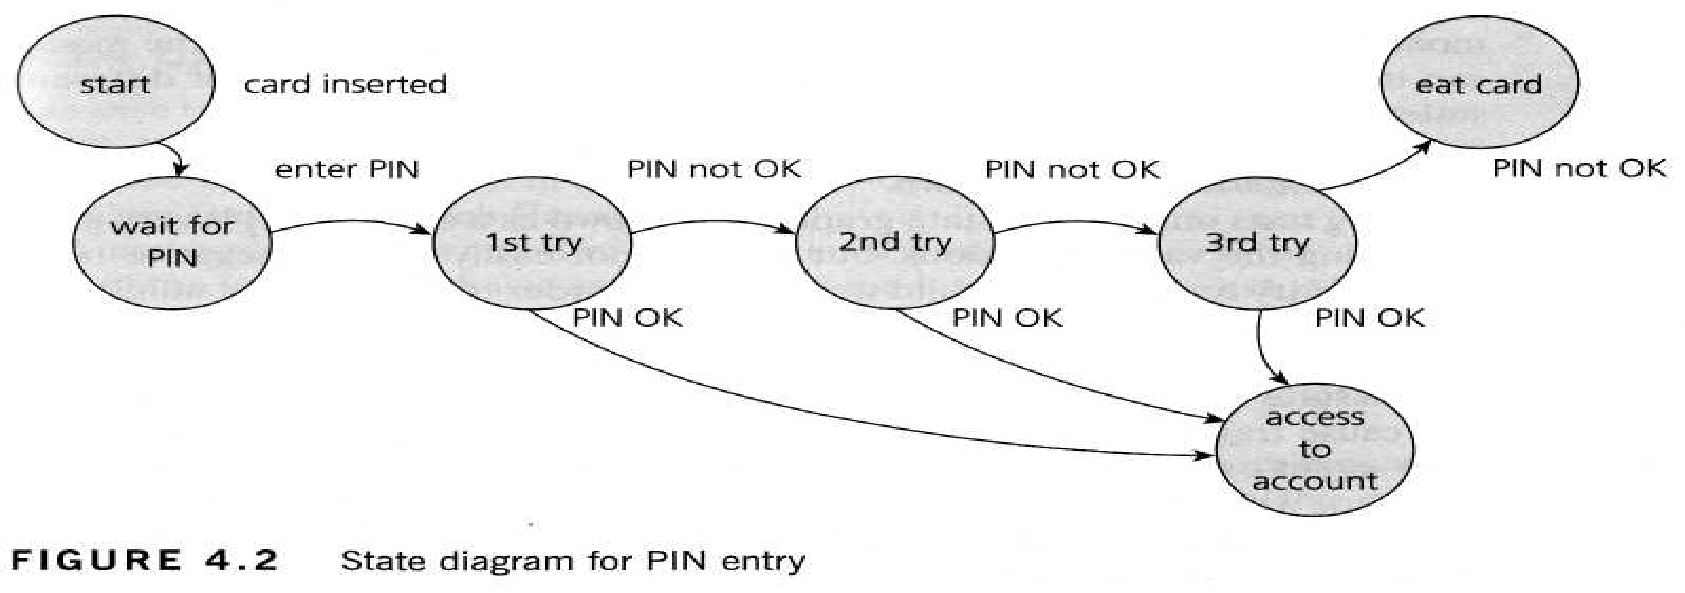 start
card inserted
eat card
enter PIN
PIN not OK
PIN not OK
PIN not OK
wait for
PIN
1st try
2nd try
3rd try
PIN OK
PIN OK
PIN OK
access
to
account
FIGURE 4.2 State diagram for PIN entry